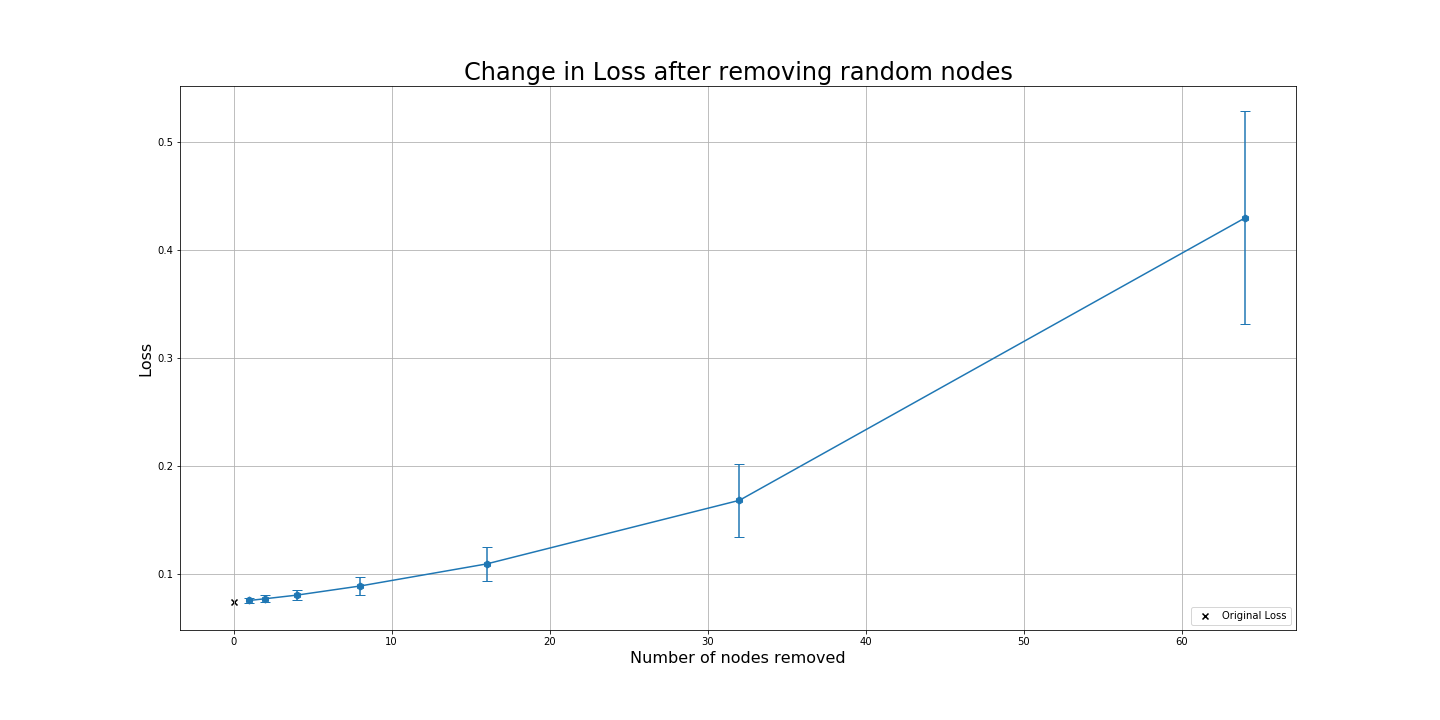 Change in Loss after removing random nodes
Loss
0.5
0.4
0.3
0.2
0.1
0 10 20 30 40 50 60
Number of nodes removed
Original Loss